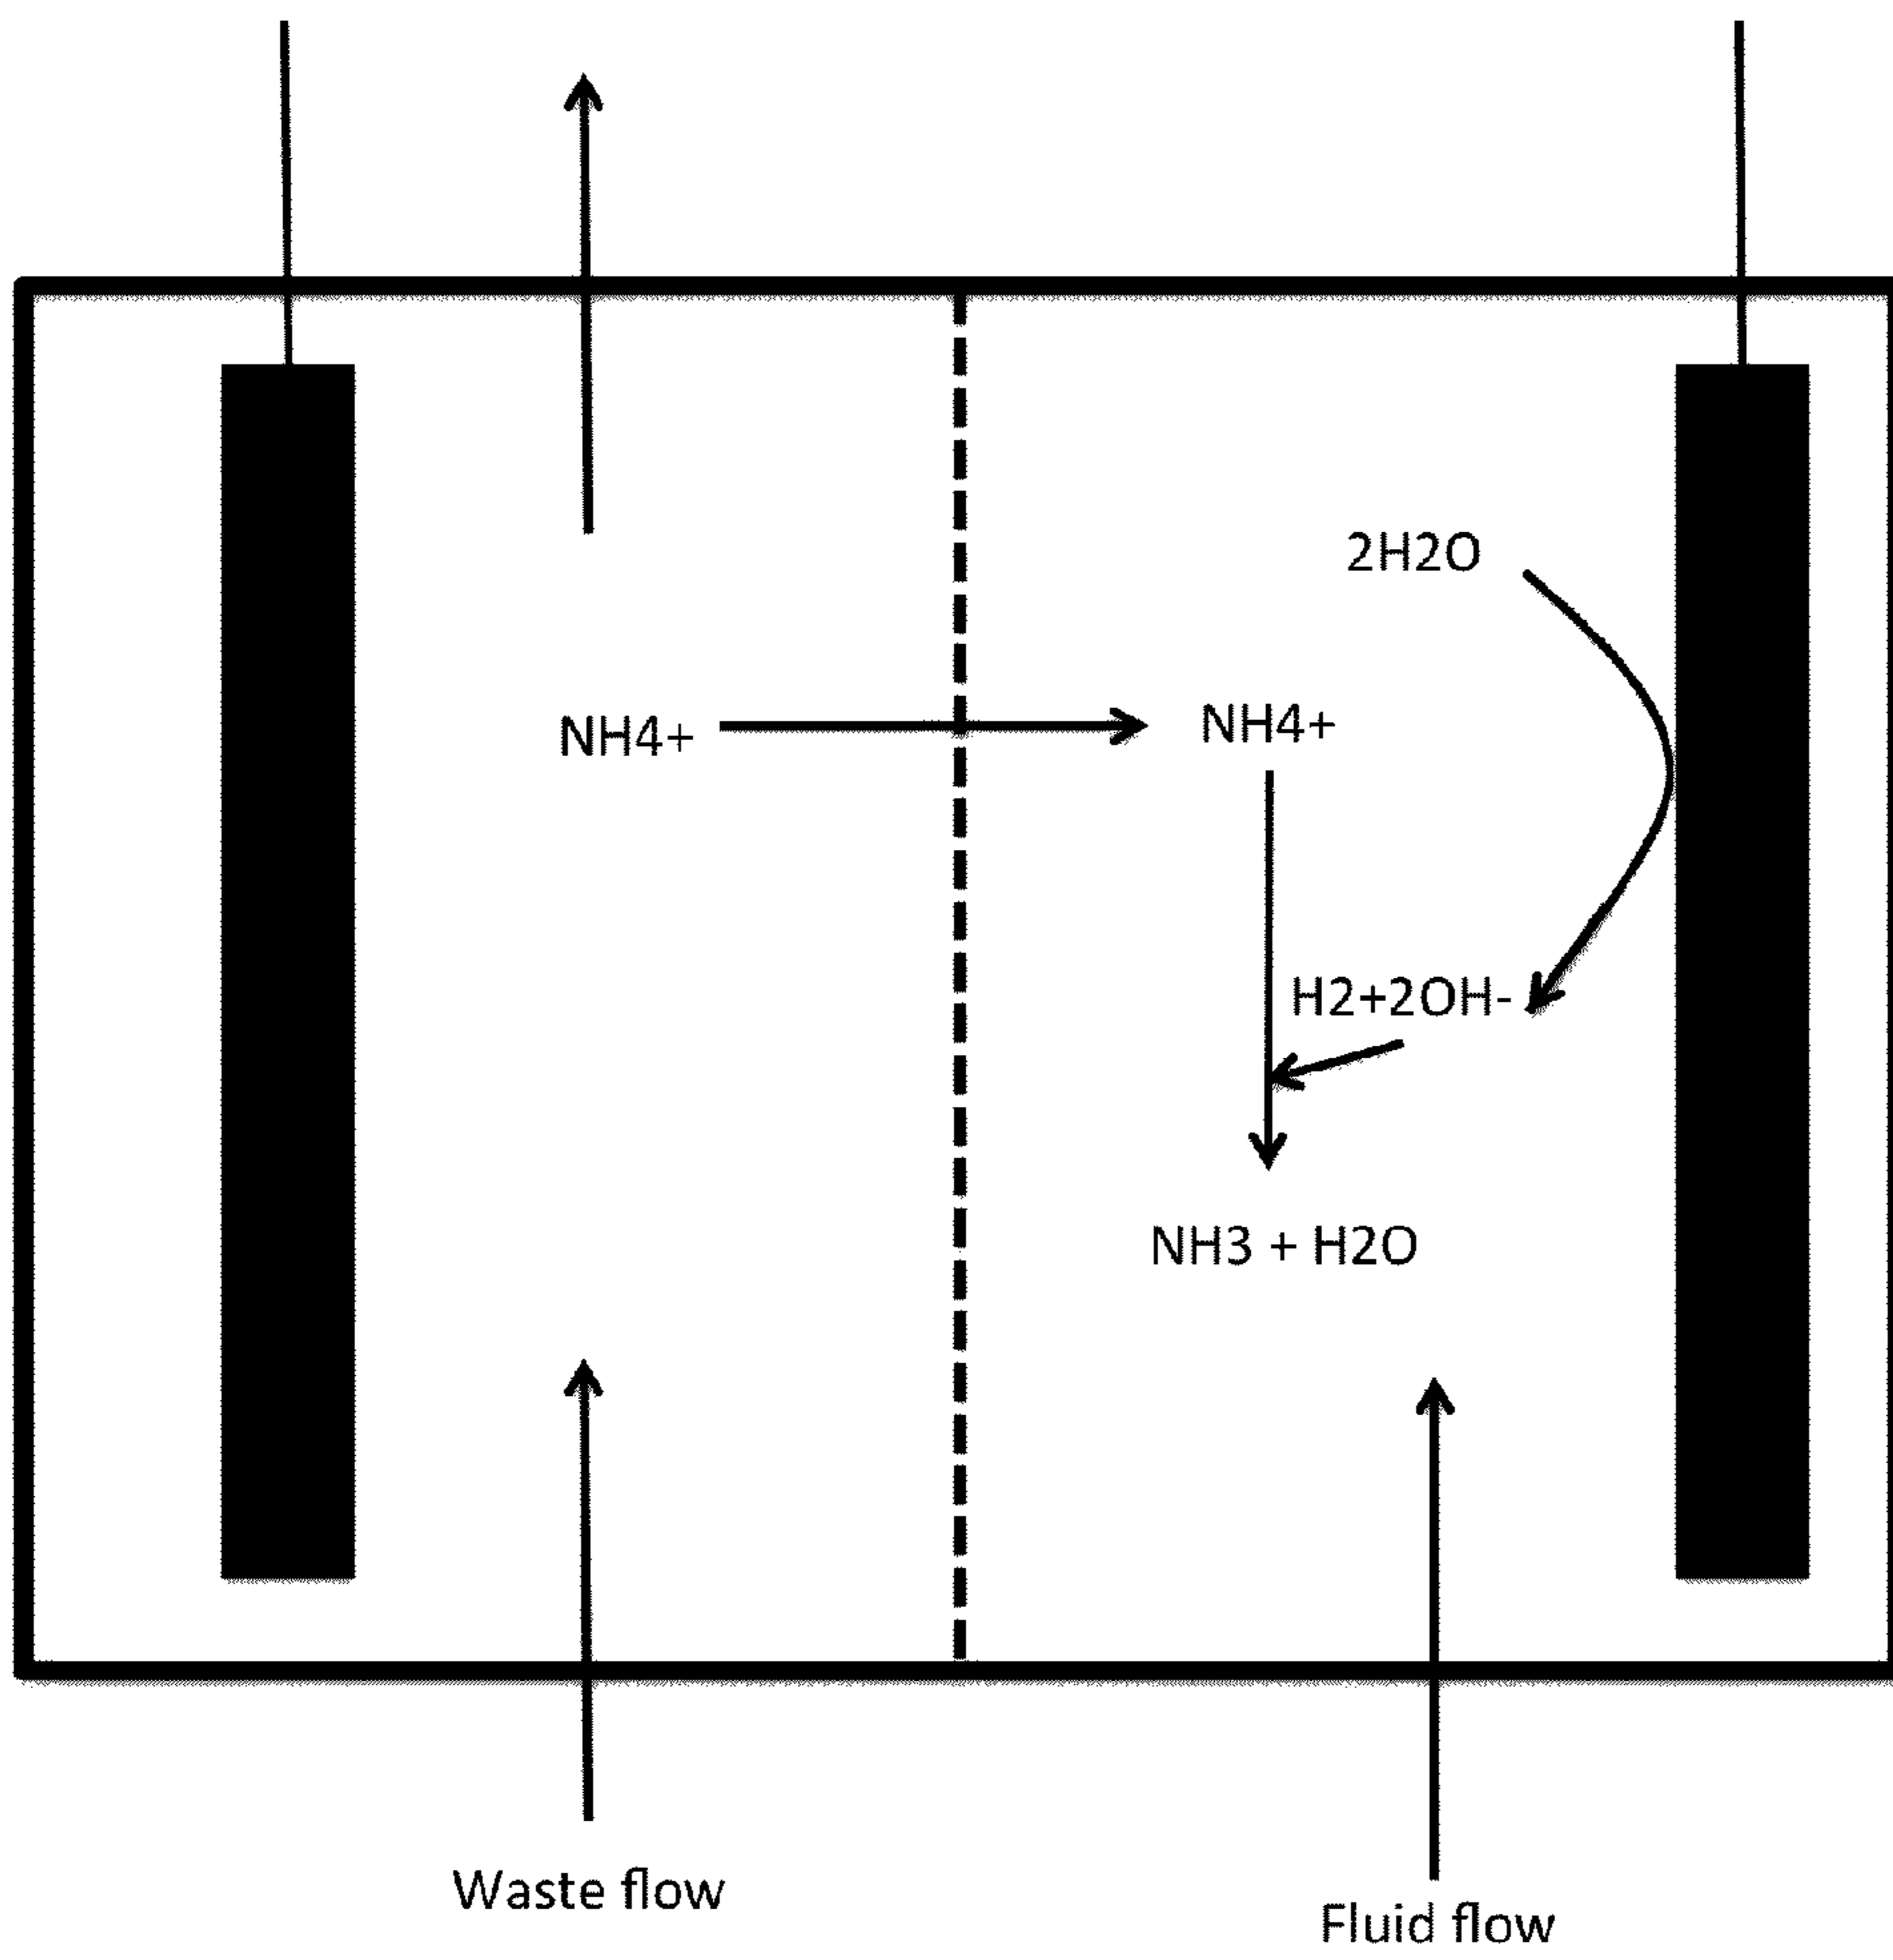 2H2O
NH4+
NH4+
H2+2OH-
NH3 + H2O
Waste flow
Fluid flow